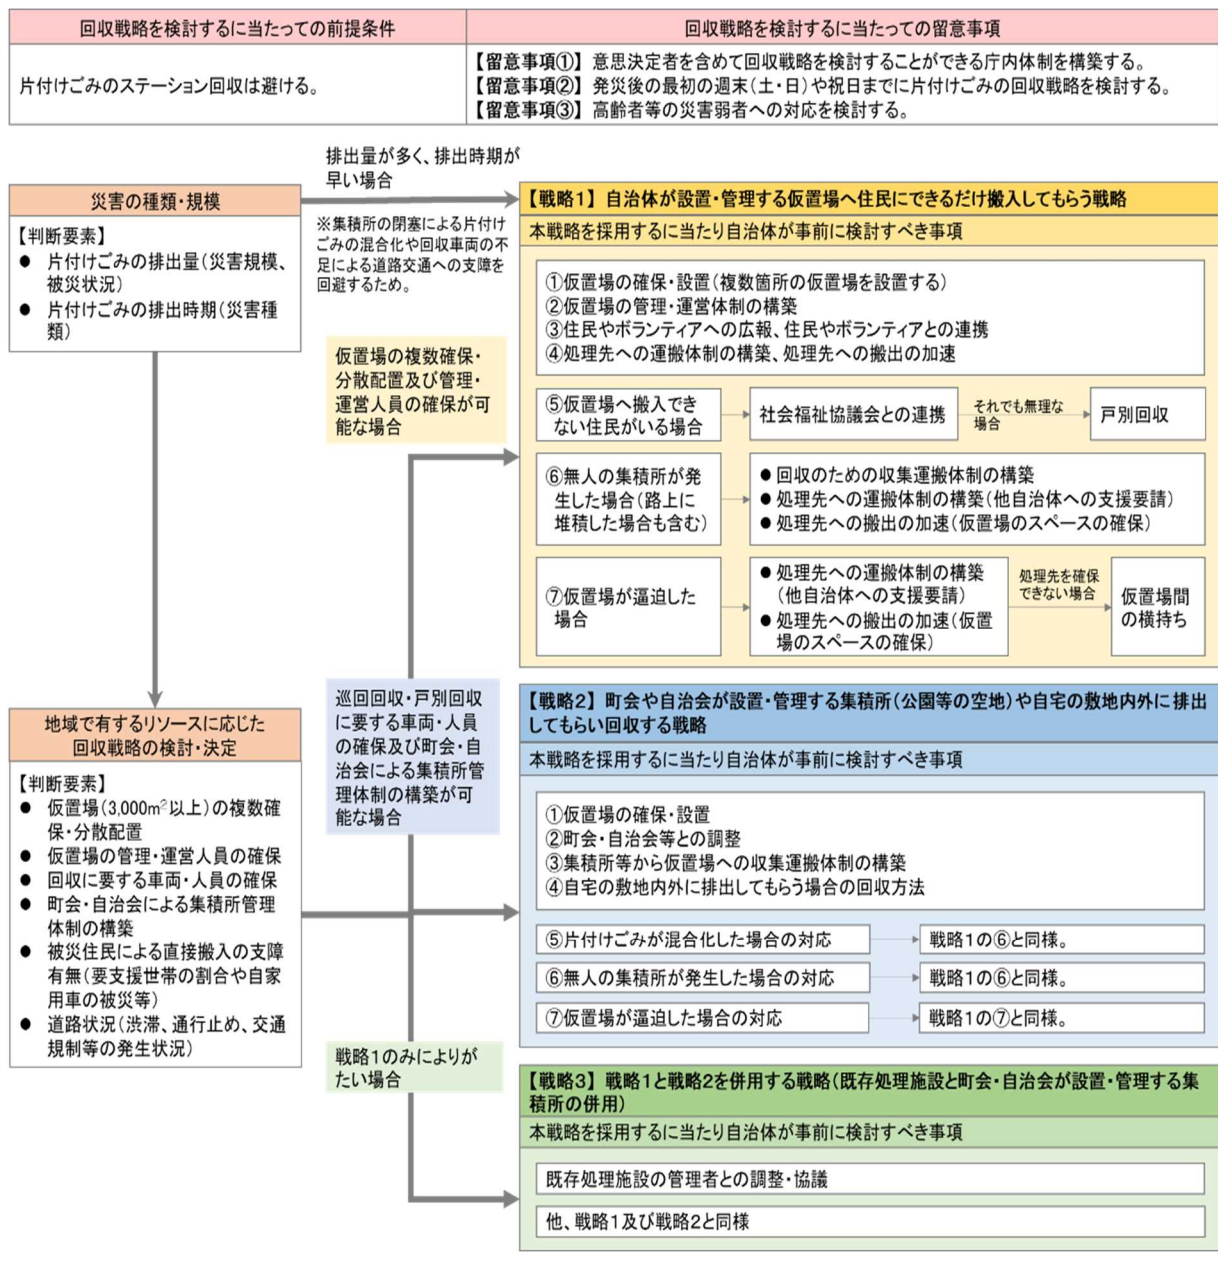 回収戦略を検討するに当たっての前提条件
回収戦略を検討するに当たっての留意事項
片付けごみのステーション回収は避ける。
【留意事項①】意思決定者を含めて回収戦略を検討することができる庁内体制を構築する。
【留意事項②】発災後の最初の週末(土・日)や祝日までに片付けごみの回収戦略を検討する。
【留意事項③】高齢者等の災害弱者への対応を検討する。
災害の種類・規模
【判断要素】
● 片付けごみの排出量(災害規模、
被災状況)
● 片付けごみの排出時期(災害種
類)
排出量が多く、排出時期が
早い場合
※集積所の閉塞による片付け
ごみの混合化や回収車両の不
足による道路交通への支障を
回避するため。
仮置場の複数確保・
分散配置及び管理・
運営人員の確保が可
能な場合
【戦略1】自治体が設置・管理する仮置場へ住民にできるだけ搬入してもらう戦略
本戦略を採用するに当たり自治体が事前に検討すべき事項
①仮置場の確保・設置(複数箇所の仮置場を設置する)
②仮置場の管理・運営体制の構築
③住民やボランティアへの広報、住民やボランティアとの連携
④処理先への運搬体制の構築、処理先への搬出の加速
⑤仮置場へ搬入でき
ない住民がいる場合
社会福祉協議会との連携
それでも無理な
場合
戸別回収
⑥無人の集積所が発
生した場合(路上に
堆積した場合も含む)
● 回収のための収集運搬体制の構築
● 処理先への運搬体制の構築(他自治体への支援要請)
● 処理先への搬出の加速(仮置場のスペースの確保)
⑦仮置場が逼迫した
場合
● 処理先への運搬体制の構築
(他自治体への支援要請)
● 処理先への搬出の加速(仮置
場のスペースの確保)
処理先を確保
できない場合
仮置場間
の横持ち
地域で有するリソースに応じた
回収戦略の検討・決定
【判断要素】
● 仮置場(3,000m²以上)の複数確
保・分散配置
● 仮置場の管理・運営人員の確保
● 回収に要する車両・人員の確保
● 町会・自治会による集積所管理
体制の構築
● 被災住民による直接搬入の支障
有無(要支援世帯の割合や自家
用車の被災等)
● 道路状況(渋滞、通行止め、交通
規制等の発生状況)
巡回回収・戸別回収
に要する車両・人員
の確保及び町会・自
治会による集積所管
理体制の構築が可
能な場合
【戦略2】町会や自治会が設置・管理する集積所(公園等の空地)や自宅の敷地内外に排出
してもらい回収する戦略
本戦略を採用するに当たり自治体が事前に検討すべき事項
①仮置場の確保・設置
②町会・自治会等との調整
③集積所等から仮置場への収集運搬体制の構築
④自宅の敷地内外に排出してもらう場合の回収方法
⑤片付けごみが混合化した場合の対応
戦略1の⑥と同様。
⑥無人の集積所が発生した場合の対応
戦略1の⑥と同様。
⑦仮置場が逼迫した場合の対応
戦略1の⑦と同様。
戦略1のみによりが
たい場合
【戦略3】戦略1と戦略2を併用する戦略(既存処理施設と町会・自治会が設置・管理する集
積所の併用)
本戦略を採用するに当たり自治体が事前に検討すべき事項
既存処理施設の管理者との調整・協議
他、戦略1及び戦略2と同様